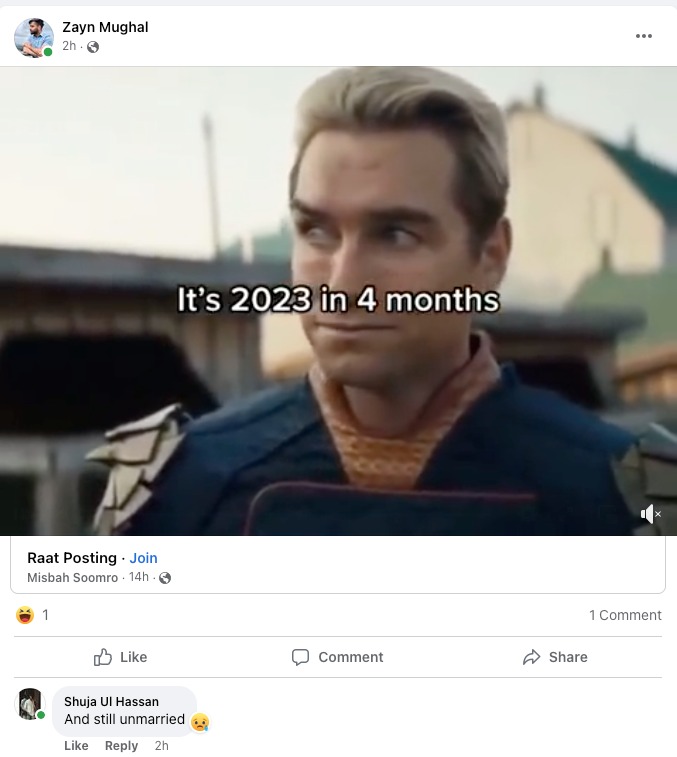 Zayn Mughal
2h ·
It's 2023 in 4 months
Raat Posting · Join
Misbah Soomro · 14h ·
1
1 Comment
Like
Comment
Share
Shuja Ul Hassan
And still unmarried
Like Reply 2h